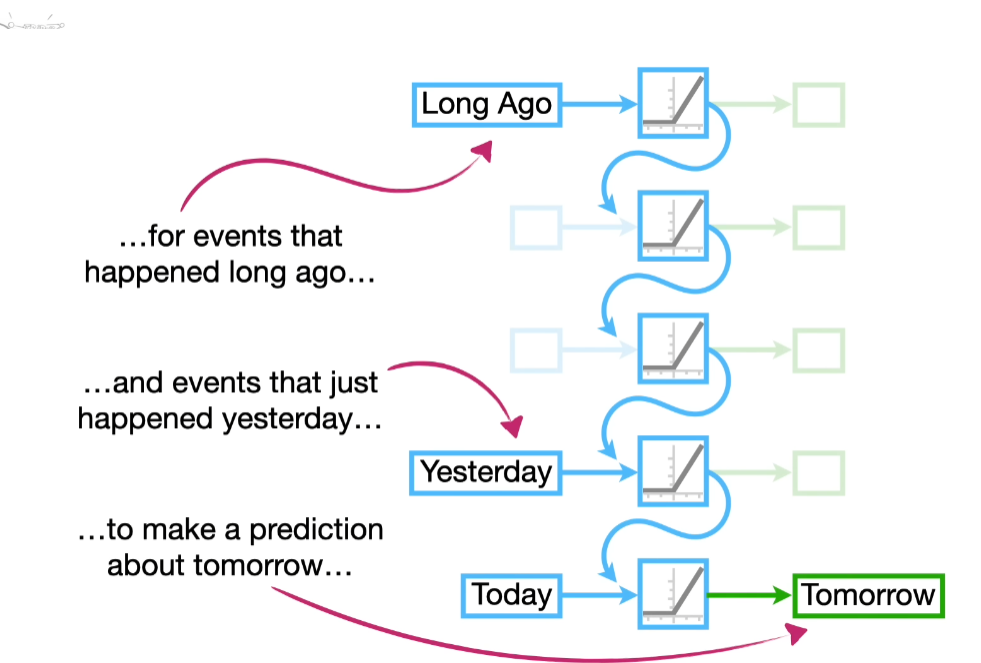 Long Ago
…for events that
happened long ago…
…and events that just
happened yesterday…
Yesterday
…to make a prediction
about tomorrow…
Today
Tomorrow